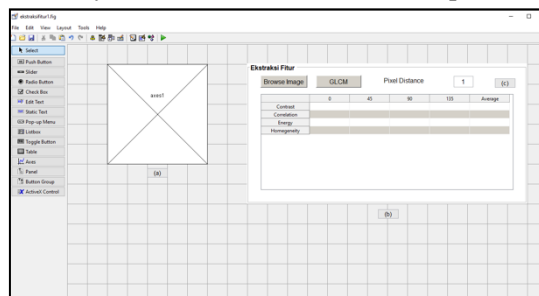 ekstraksifitur1.fig
File Edit View Layout Tools Help
Select
Push Button
Slider
Radio Button
Check Box
Edit Text
Static Text
Pop-up Menu
Listbox
Toggle Button
Table
Axes
Panel
Button Group
ActiveX Control
axes1
(a)
Ekstraksi Fitur
Browse Image GLCM Pixel Distance 1 (c)
0 45 90 135 Average
Contrast
Correlation
Energy
Homegeneity
(b)